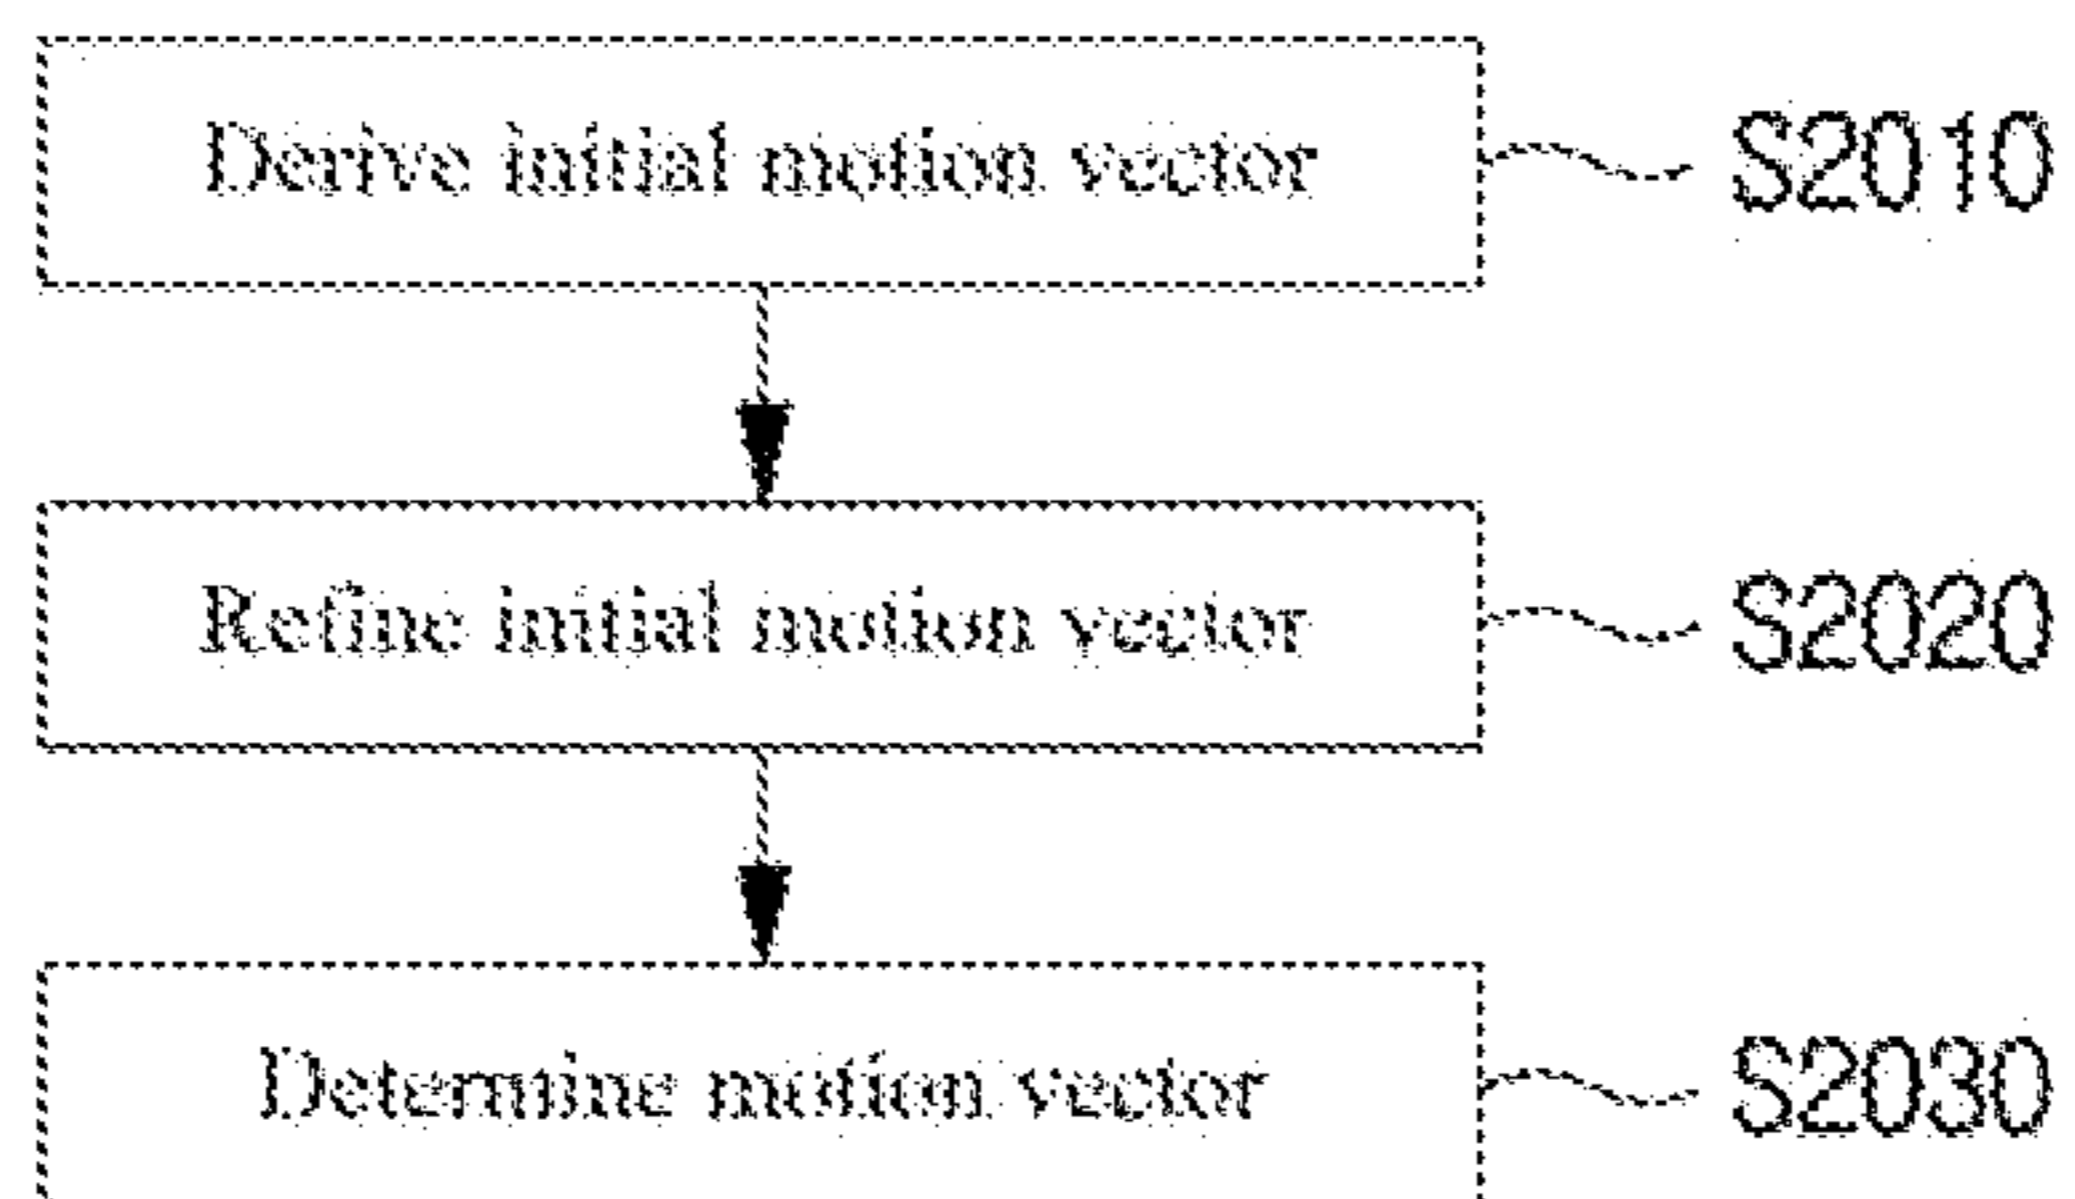 Derive initial motion vector S2010
Refine initial motion vector S2020
Determine motion vector S2030